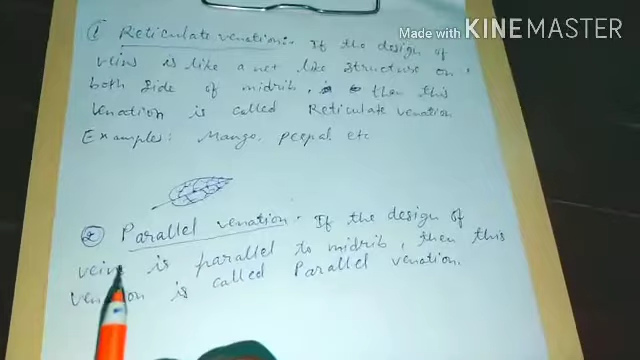 Made with KINEMASTER
① Reticulate venation :- If the design of
veins is like a net like structure on
both side of midrib, then this
venation is called Reticulate venation
Examples: Mango, peepal etc
② Parallel venation - If the design of
veins is parallel to midrib, then this
venation is called Parallel venation.